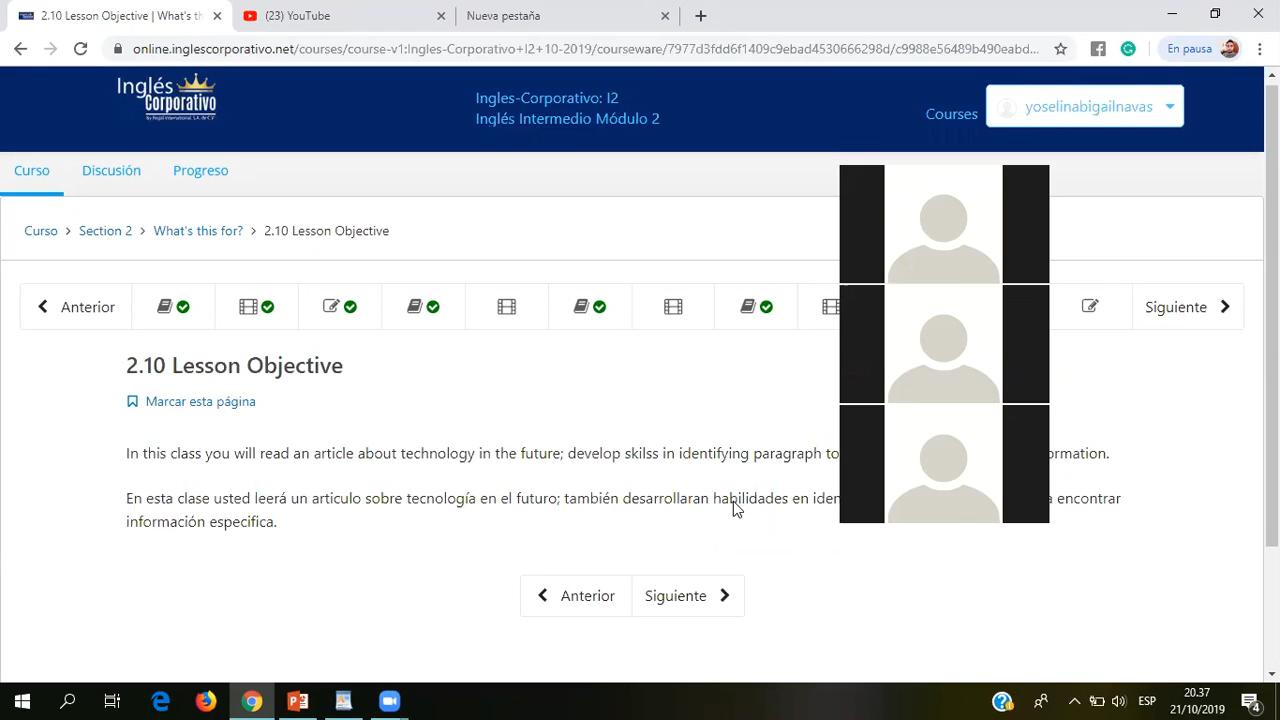 2.10 Lesson Objective | What's th
(23) YouTube
Nueva pestaña
online.inglescorporativo.net/courses/course-v1:Ingles-Corporativo+I2+10-2019/courseware/7977d3fdd6f1409c9ebad4530666298d/c9988e56489b490eabd...
En pausa
Inglés
Corporativo
Ingles-Corporativo: I2
Inglés Intermedio Módulo 2
Courses
yoselinabigailnavas
Curso
Discusión
Progreso
Curso > Section 2 > What's this for? > 2.10 Lesson Objective
Anterior
Siguiente
2.10 Lesson Objective
Marcar esta página
In this class you will read an article about technology in the future; develop skilss in identifying paragraph to
ormation.
En esta clase usted leerá un articulo sobre tecnología en el futuro; también desarrollaran habilidades en iden
a encontrar
información especifica.
Anterior
Siguiente
ESP
20.37
21/10/2019
4